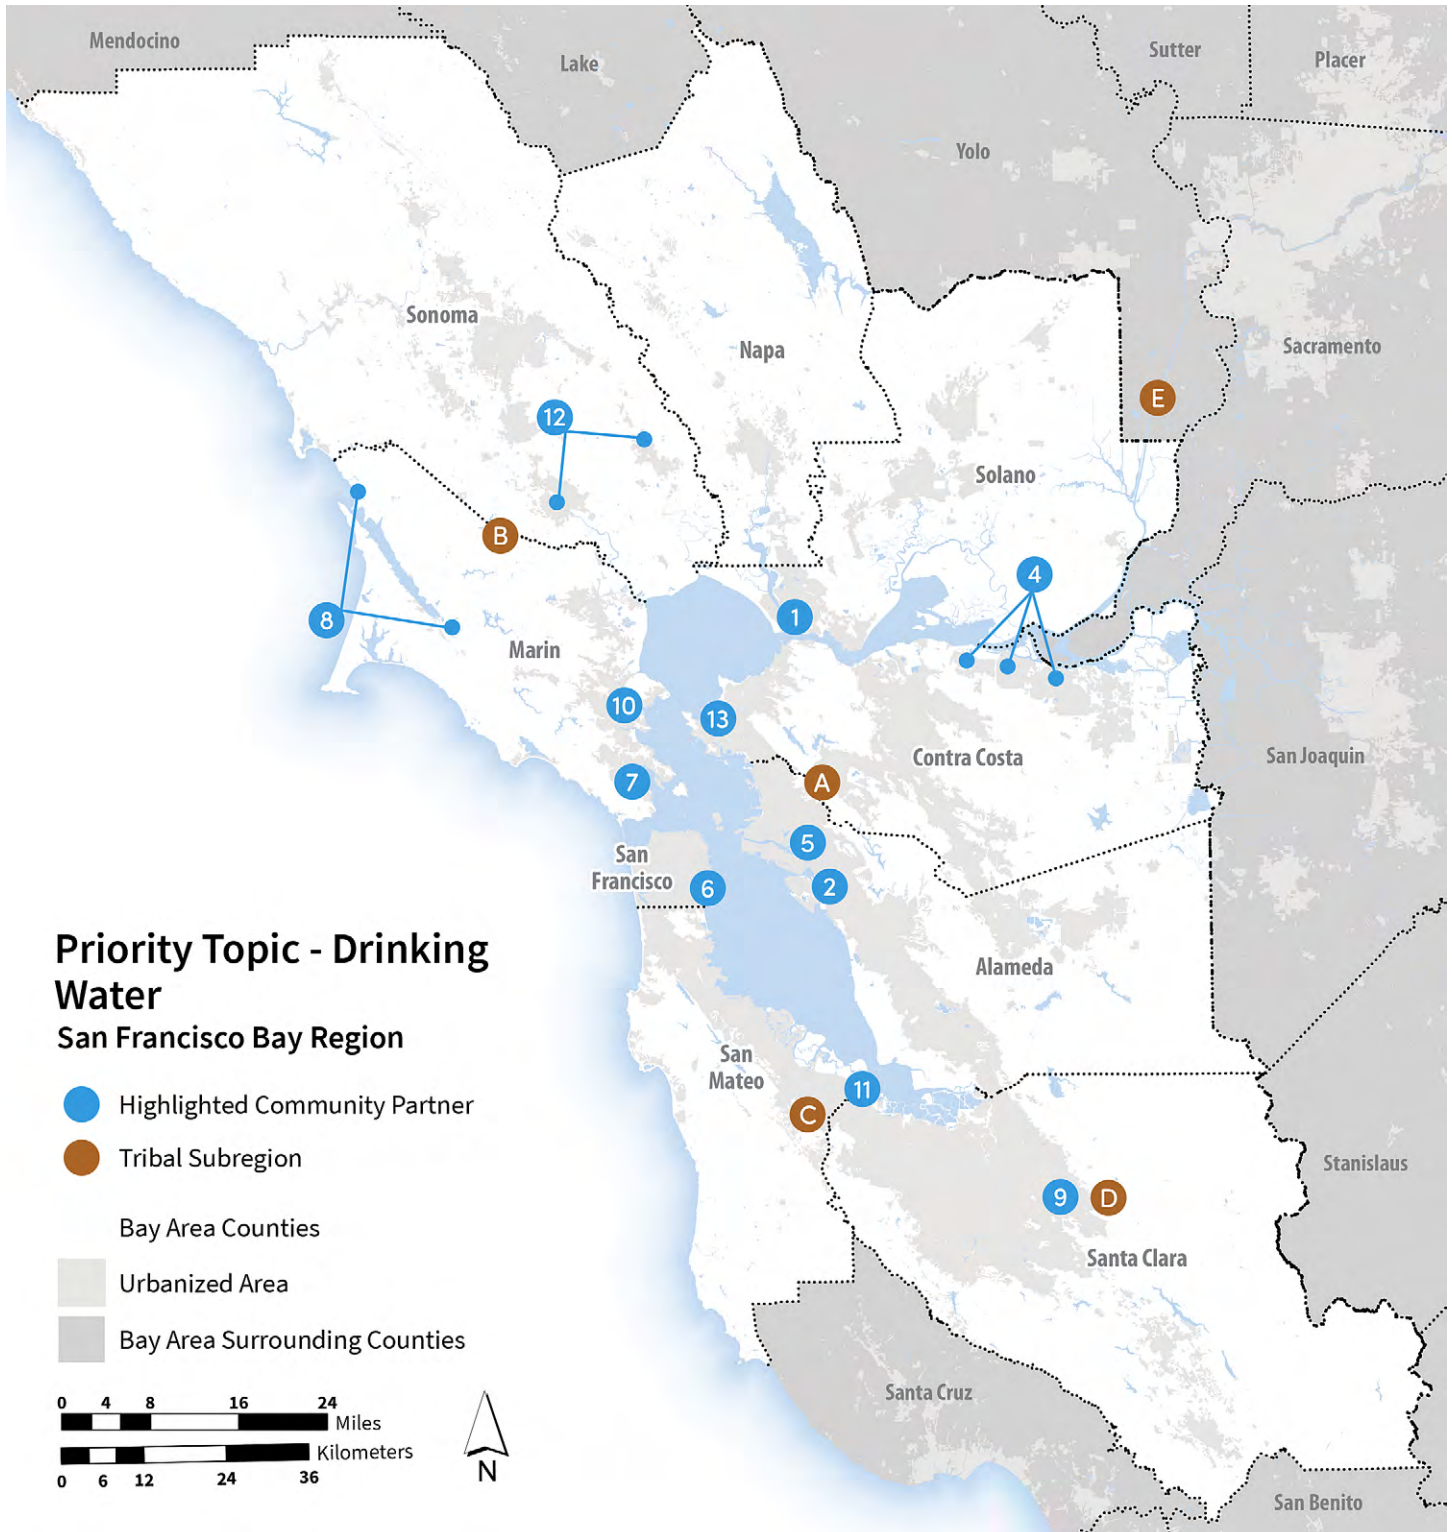 Mendocino
Lake
Sutter
Placer
Yolo
Sonoma
Napa
Sacramento
E
12
Solano
B
4
8
1
Marin
10
13
Contra Costa
San Joaquin
7
A
5
San
Francisco
6
2
Priority Topic - Drinking
Water
San Francisco Bay Region
Alameda
San
Mateo
11
C
Highlighted Community Partner
Tribal Subregion
Stanislaus
9
D
Bay Area Counties
Santa Clara
Urbanized Area
Bay Area Surrounding Counties
Santa Cruz
0 4 8 16 24
Miles
Kilometers
0 6 12 24 36
N
San Benito